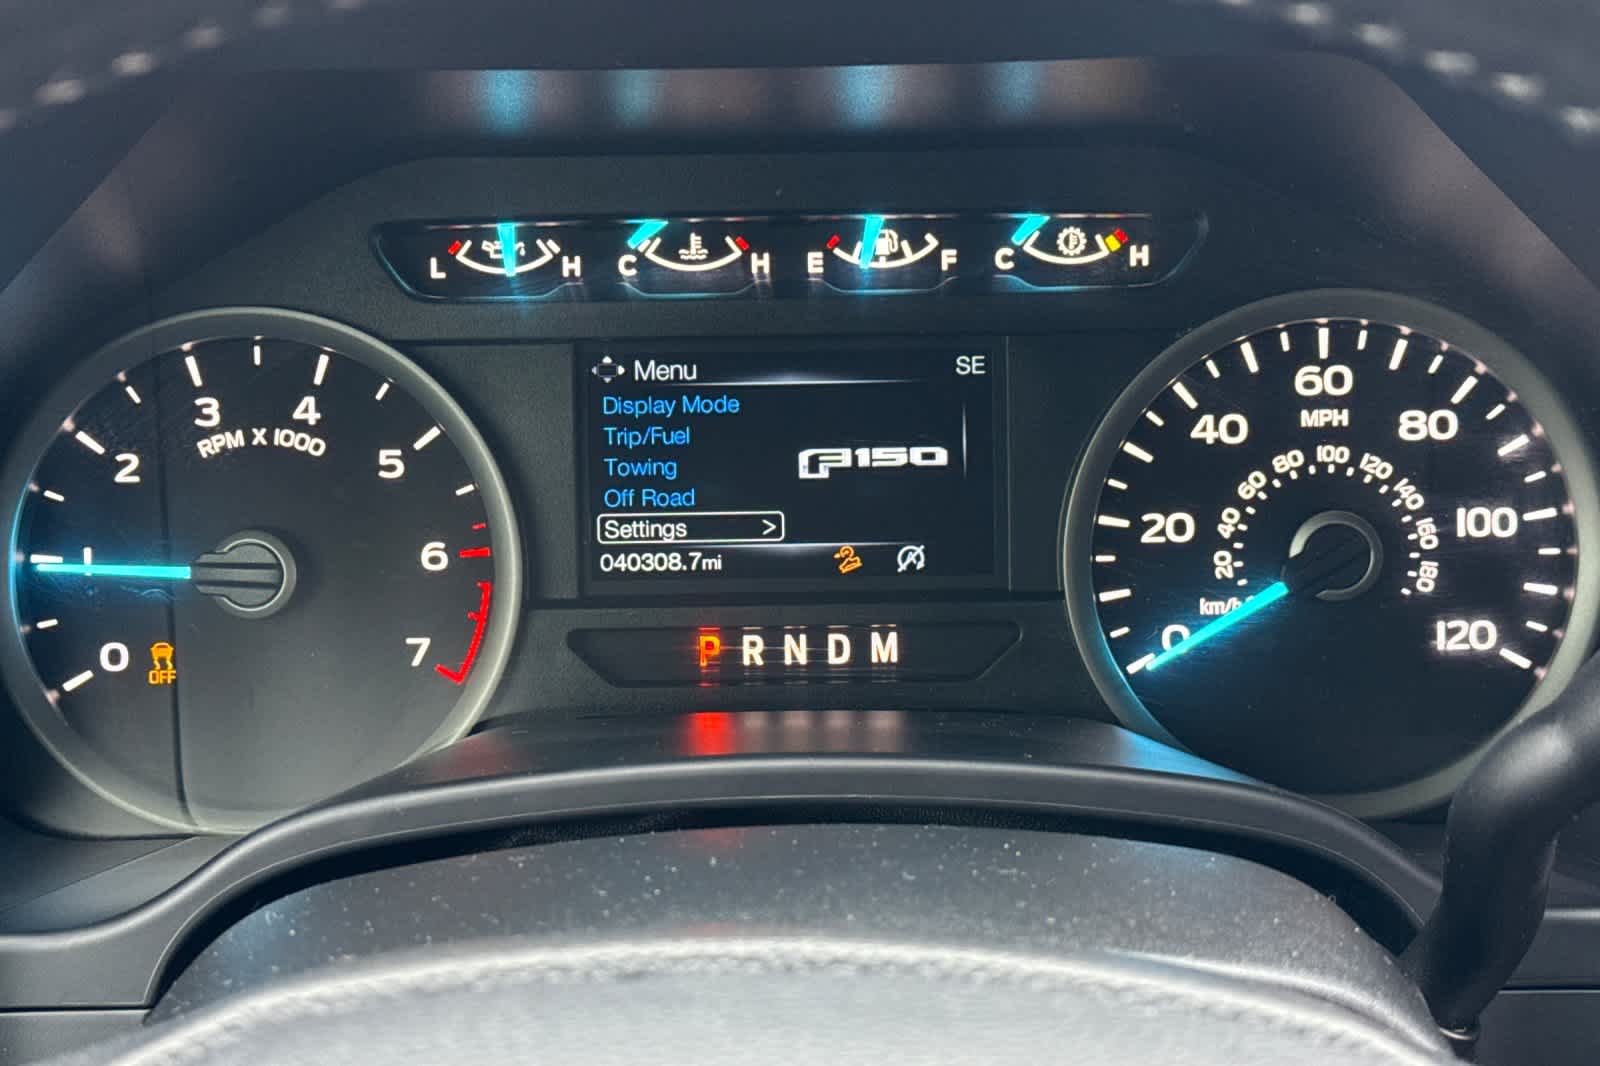 L H C H E F C H
Menu SE
Display Mode
Trip/Fuel
Towing
Off Road
Settings >
040308.7mi
F150
0 1 2 3 4 5 6 7
RPM X 1000
OFF
P R N D M
0 20 40 60 80 100 120
MPH
20 40 60 80 100 120 140 160 180
km/h